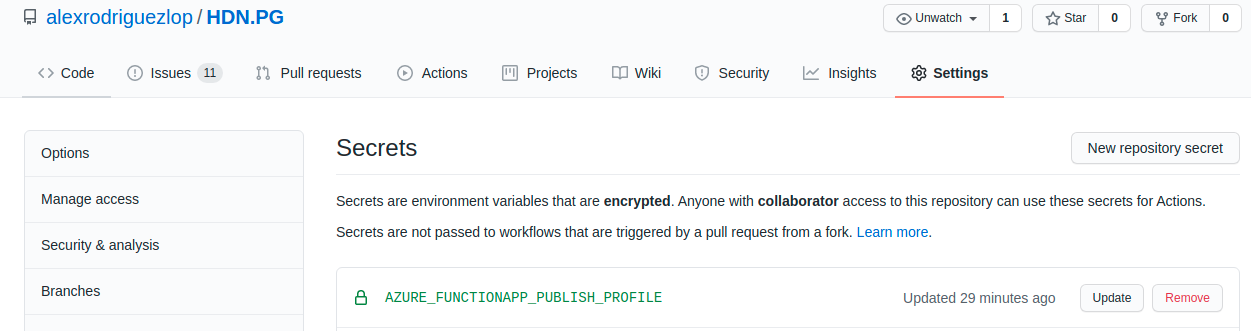 alexrodriguezlop / HDN.PG
Unwatch 1 Star 0 Fork 0
Code Issues 11 Pull requests Actions Projects Wiki Security Insights Settings
Options
Manage access
Security & analysis
Branches
Secrets
New repository secret
Secrets are environment variables that are encrypted. Anyone with collaborator access to this repository can use these secrets for Actions.
Secrets are not passed to workflows that are triggered by a pull request from a fork. Learn more.
AZURE_FUNCTIONAPP_PUBLISH_PROFILE Updated 29 minutes ago Update Remove